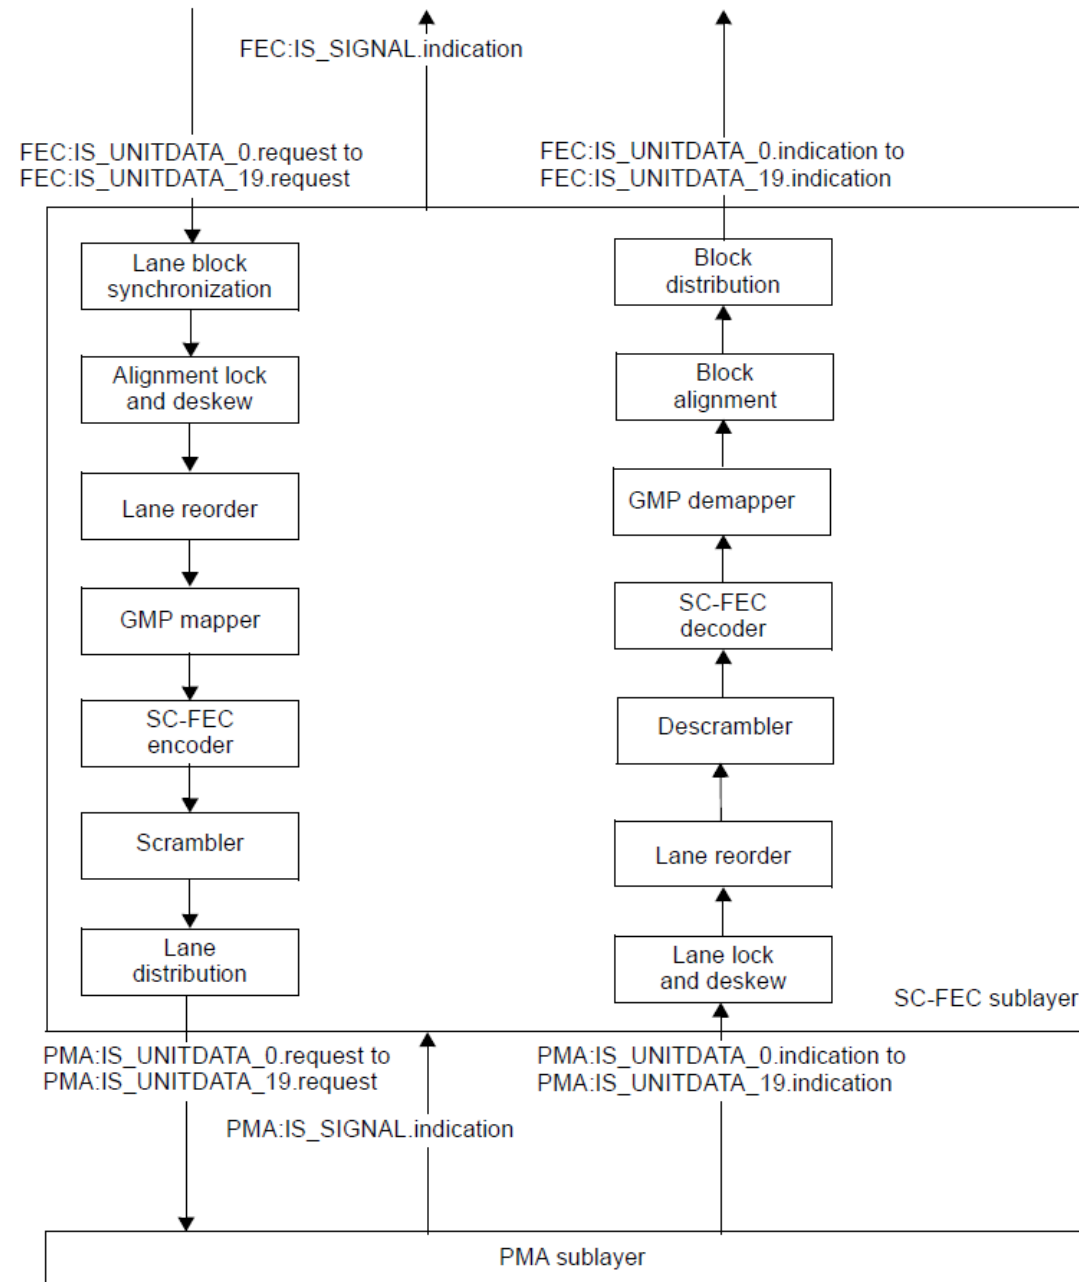 FEC:IS_SIGNAL.indication
FEC:IS_UNITDATA_0.request to
FEC:IS_UNITDATA_19.request
FEC:IS_UNITDATA_0.indication to
FEC:IS_UNITDATA_19.indication
Lane block
synchronization
Alignment lock
and deskew
Lane reorder
GMP mapper
SC-FEC
encoder
Scrambler
Lane
distribution
Block
distribution
Block
alignment
GMP demapper
SC-FEC
decoder
Descrambler
Lane reorder
Lane lock
and deskew
SC-FEC sublayer
PMA:IS_UNITDATA_0.request to
PMA:IS_UNITDATA_19.request
PMA:IS_SIGNAL.indication
PMA:IS_UNITDATA_0.indication to
PMA:IS_UNITDATA_19.indication
PMA sublayer